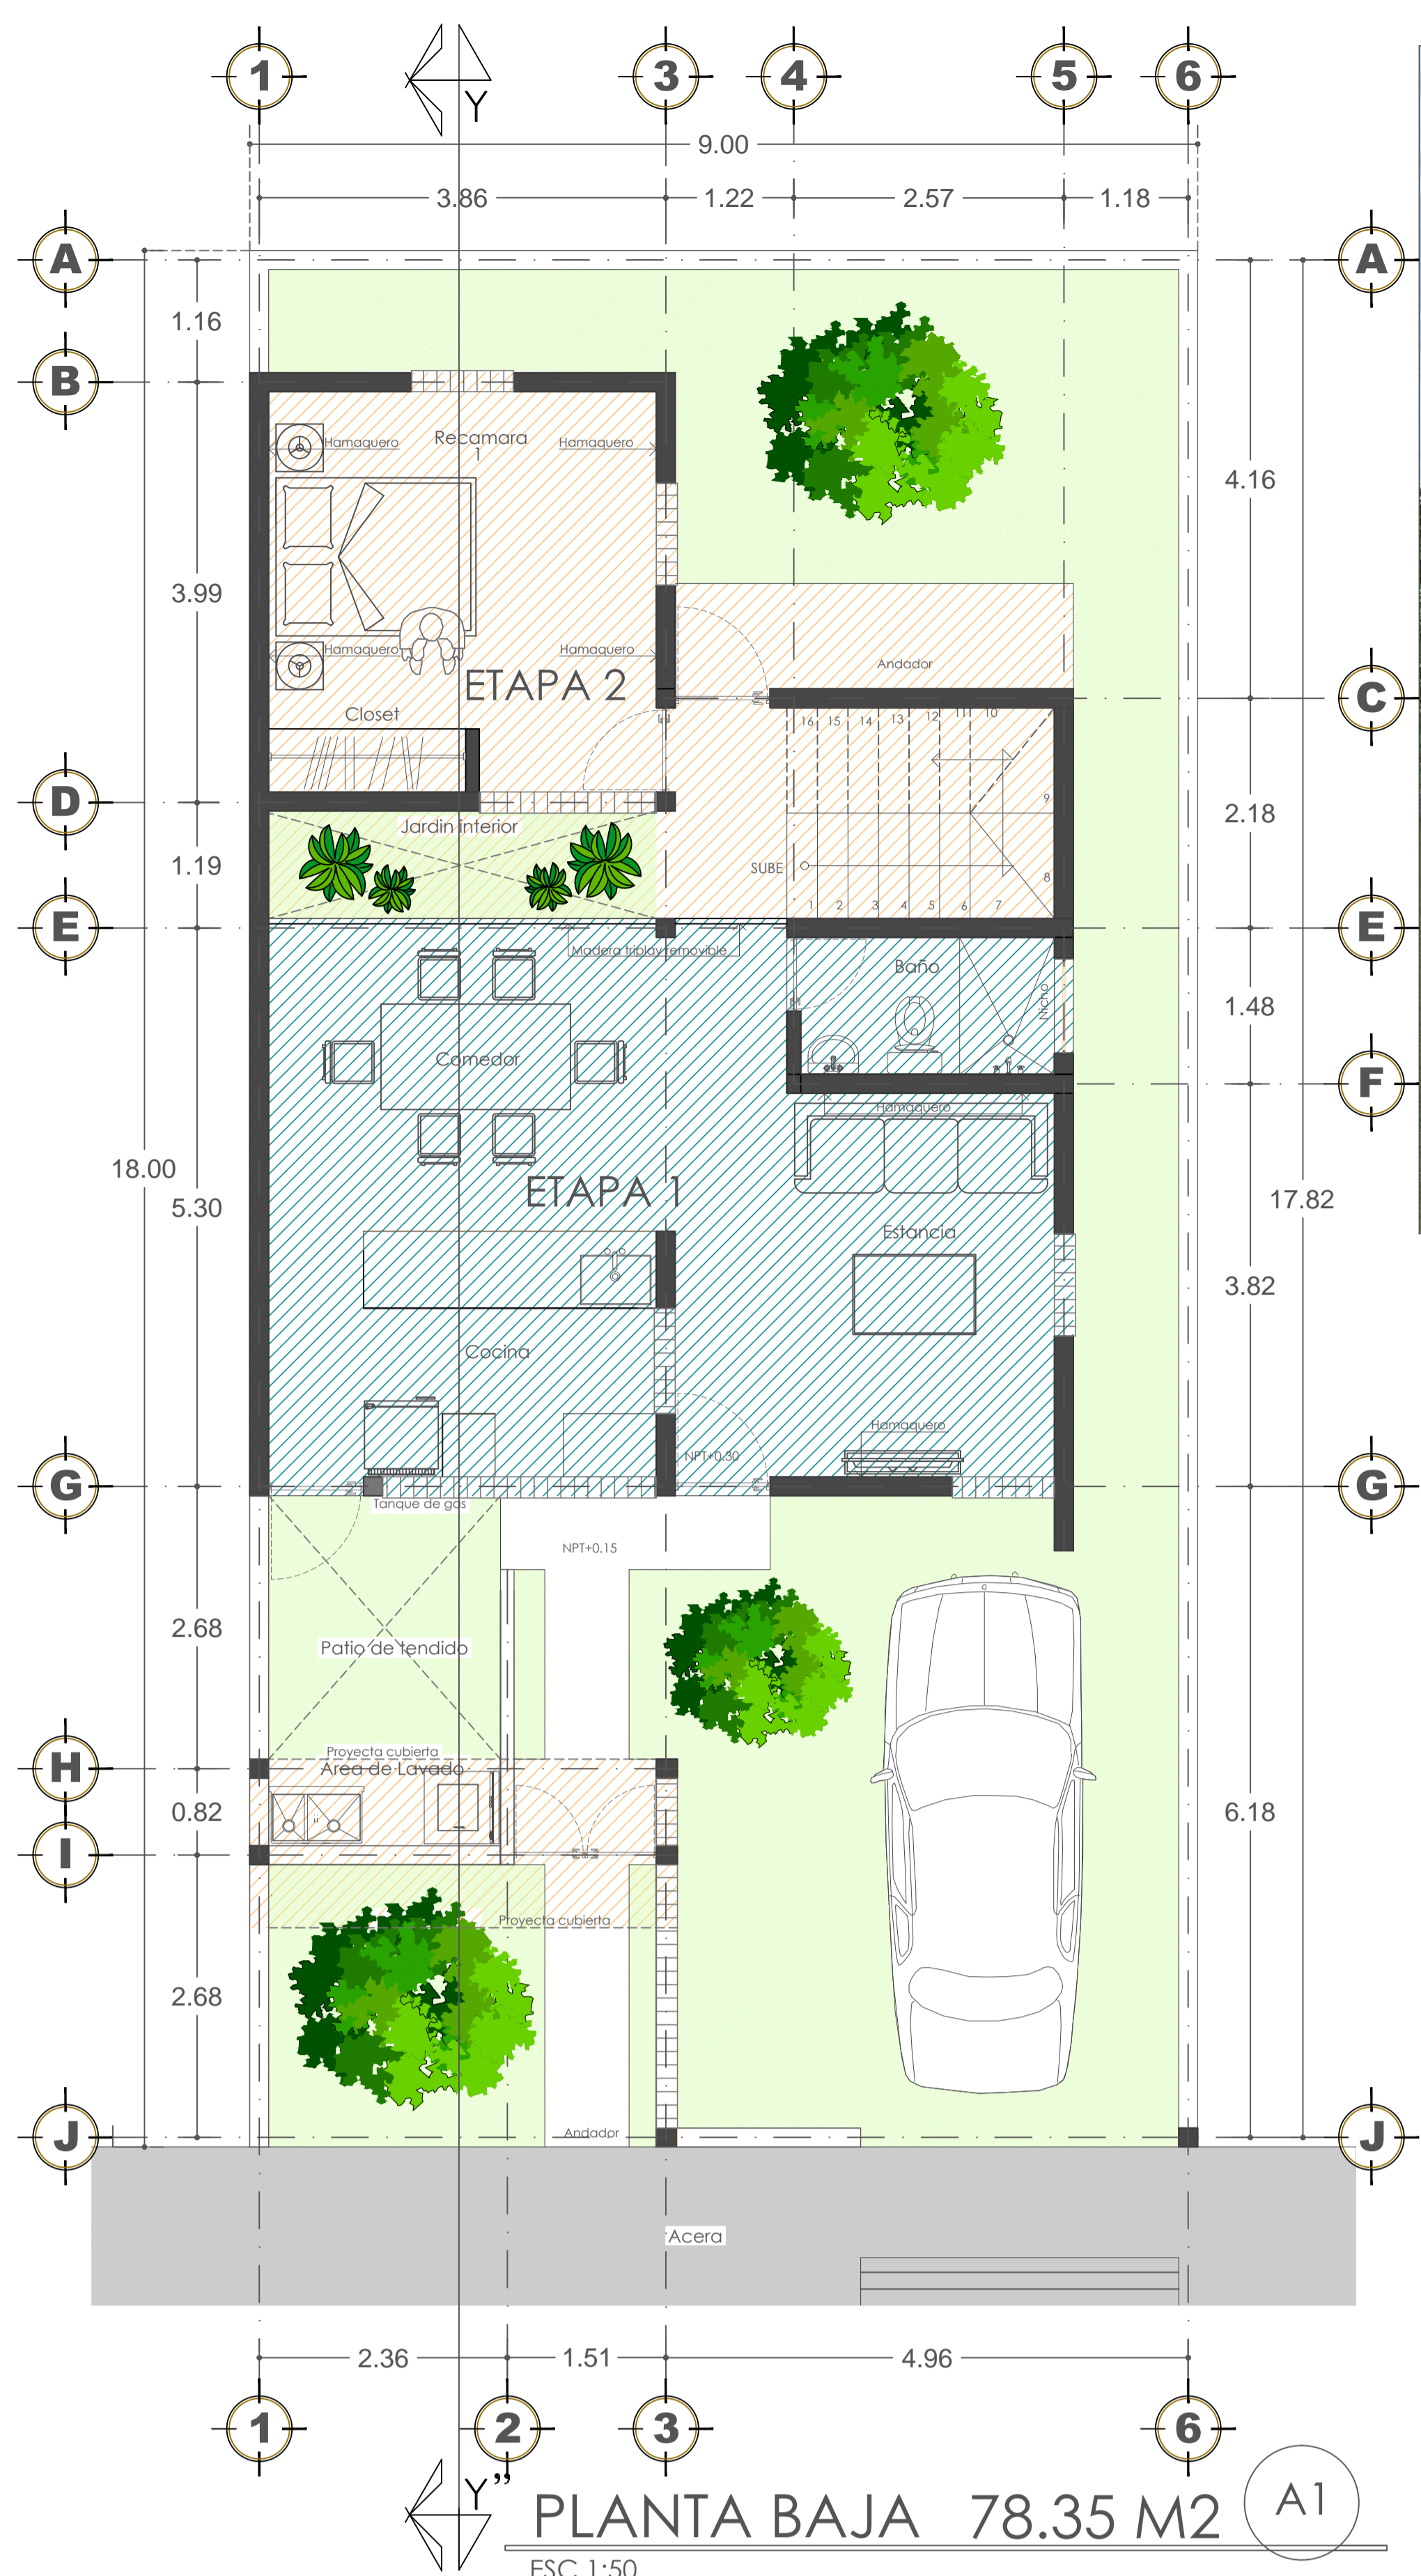 1
Y
3
4
5
6
9.00
3.86
1.22
2.57
1.18
A
A
1.16
B
Hamaquero
Recamara
1
Hamaquero
4.16
3.99
Hamaquero
Hamaquero
Andador
ETAPA 2
C
Closet
16
15
14
13
12
11
10
9
D
2.18
Jardin interior
1.19
SUBE
8
1
2
3
4
5
6
7
E
E
Madera triplay removible
Baño
Nicho
1.48
Comedor
F
Hamaquero
18.00
ETAPA 1
17.82
5.30
Estancia
3.82
Cocina
Hamaquero
NPT+0.30
G
G
Tanque de gas
NPT+0.15
2.68
Patio de tendido
Proyecta cubierta
H
Area de Lavado
0.82
6.18
I
Proyecta cubierta
2.68
Andador
J
J
Acera
2.36
1.51
4.96
1
2
3
6
Y"
PLANTA BAJA 78.35 M2
A1
ESC 1:50